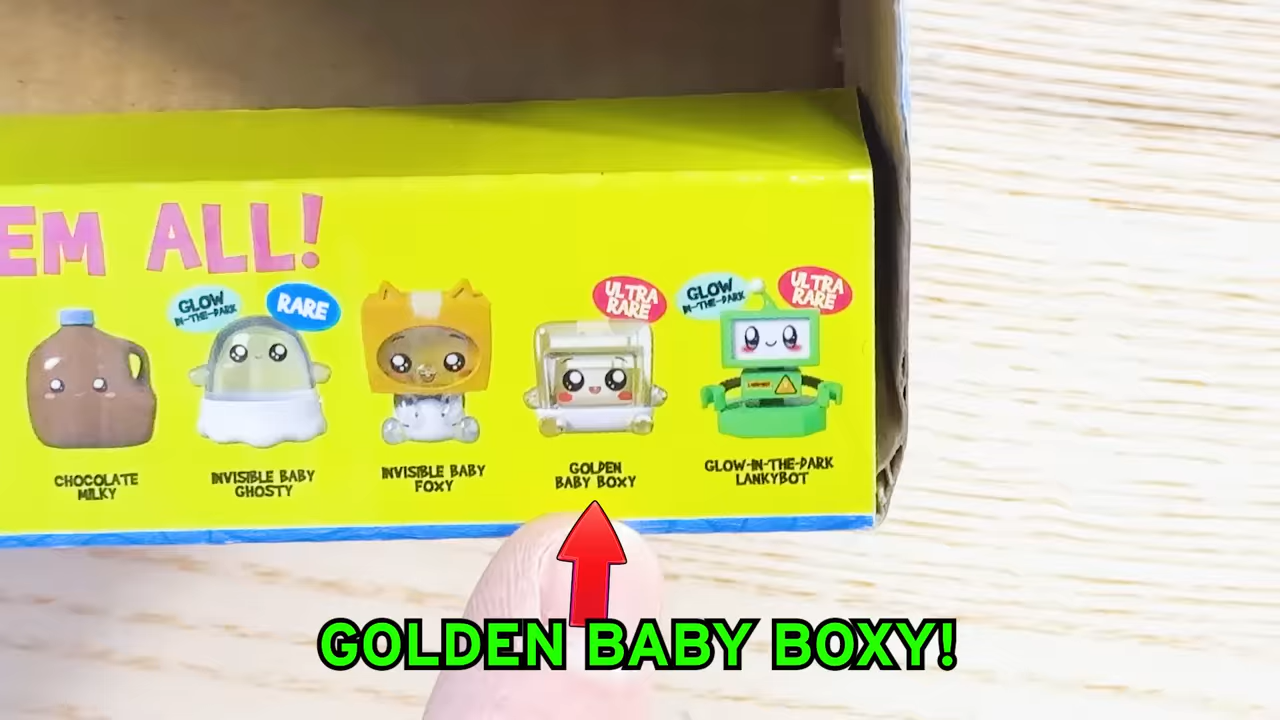 EM ALL!
GLOW
IN-THE-DARK
RARE
ULTRA
RARE
GLOW
IN-THE-DARK
ULTRA
RARE
CHOCOLATE
MILKY
INVISIBLE BABY
GHOSTY
INVISIBLE BABY
FOXY
GOLDEN
BABY BOXY
GLOW-IN-THE-DARK
LANKYBOT
GOLDEN BABY BOXY!